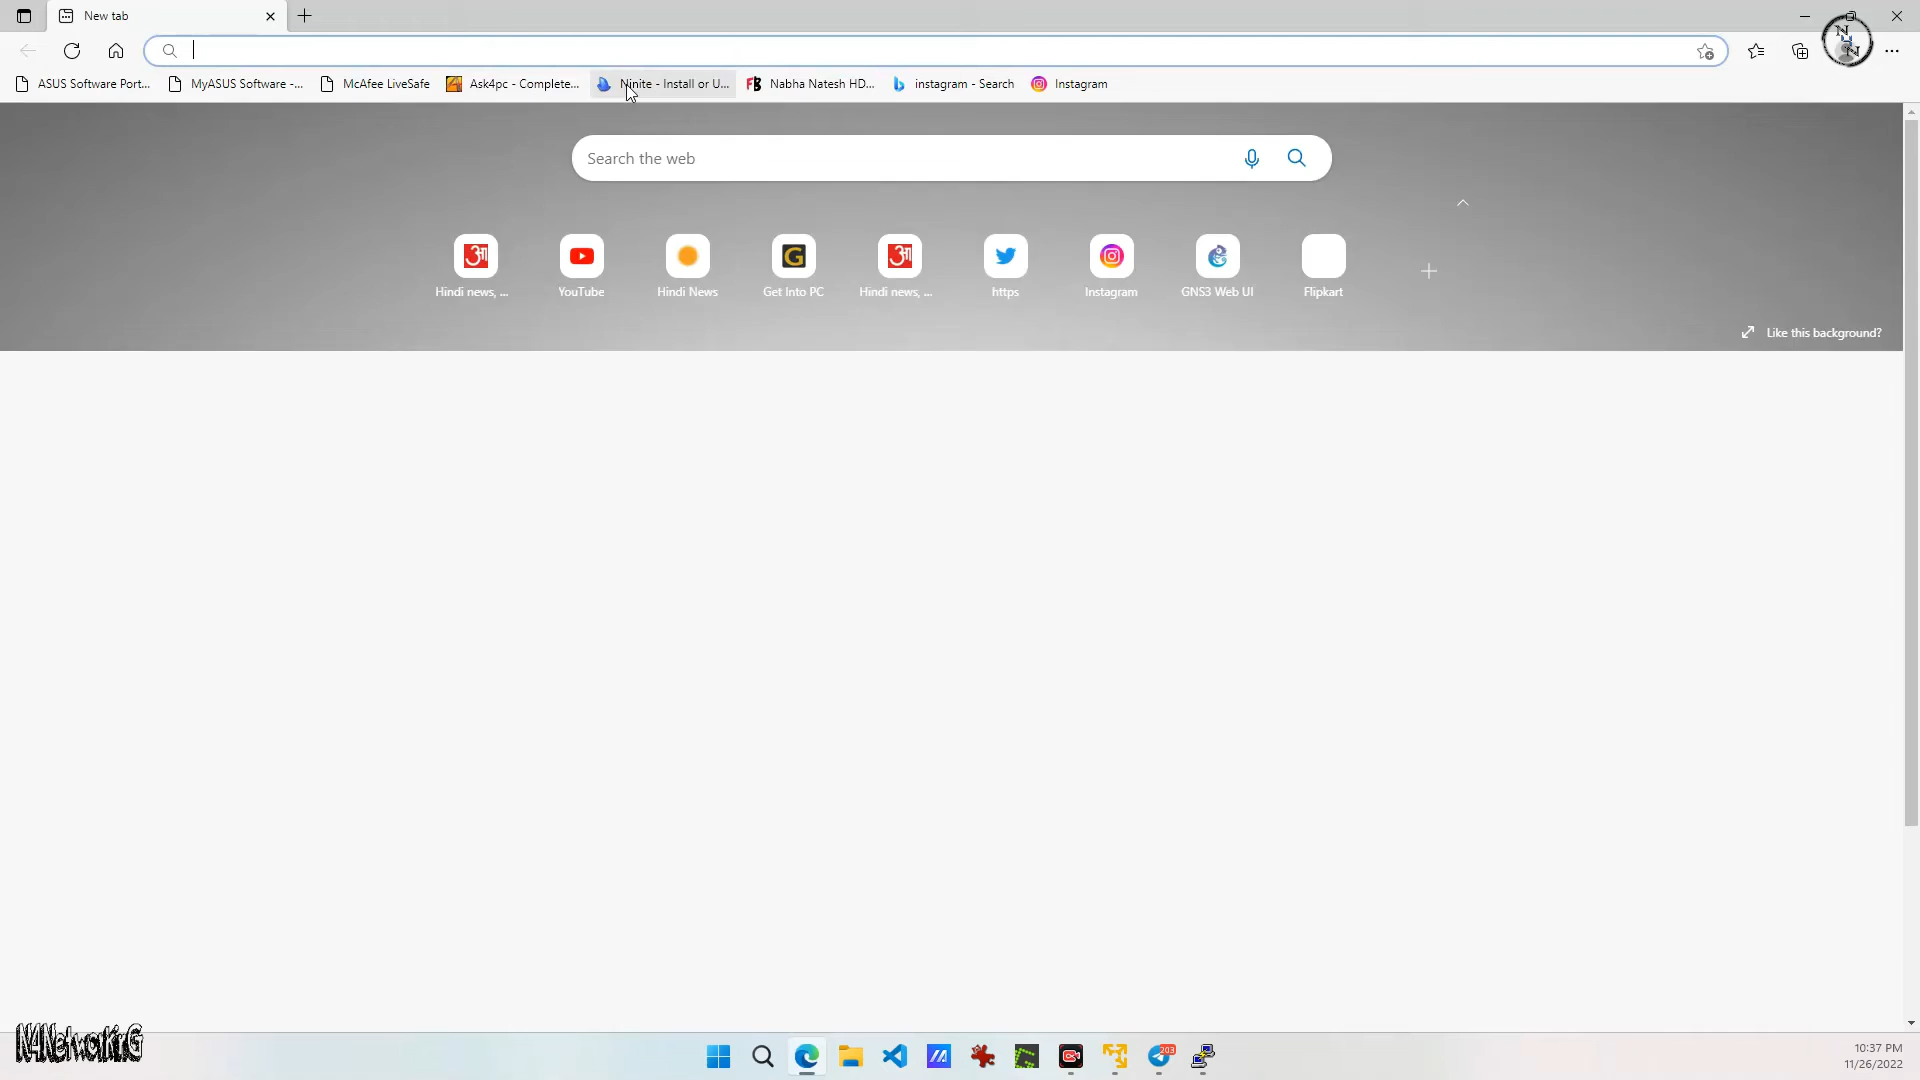 New tab
ASUS Software Port...
MyASUS Software -...
McAfee LiveSafe
Ask4pc - Complete...
Ninite - Install or U...
Nabha Natesh HD...
instagram - Search
Instagram
Search the web
Hindi news, ...
YouTube
Hindi News
Get Into PC
Hindi news, ...
https
Instagram
GNS3 Web UI
Flipkart
Like this background?
N4NetworkinG
203
10:37 PM
11/26/2022